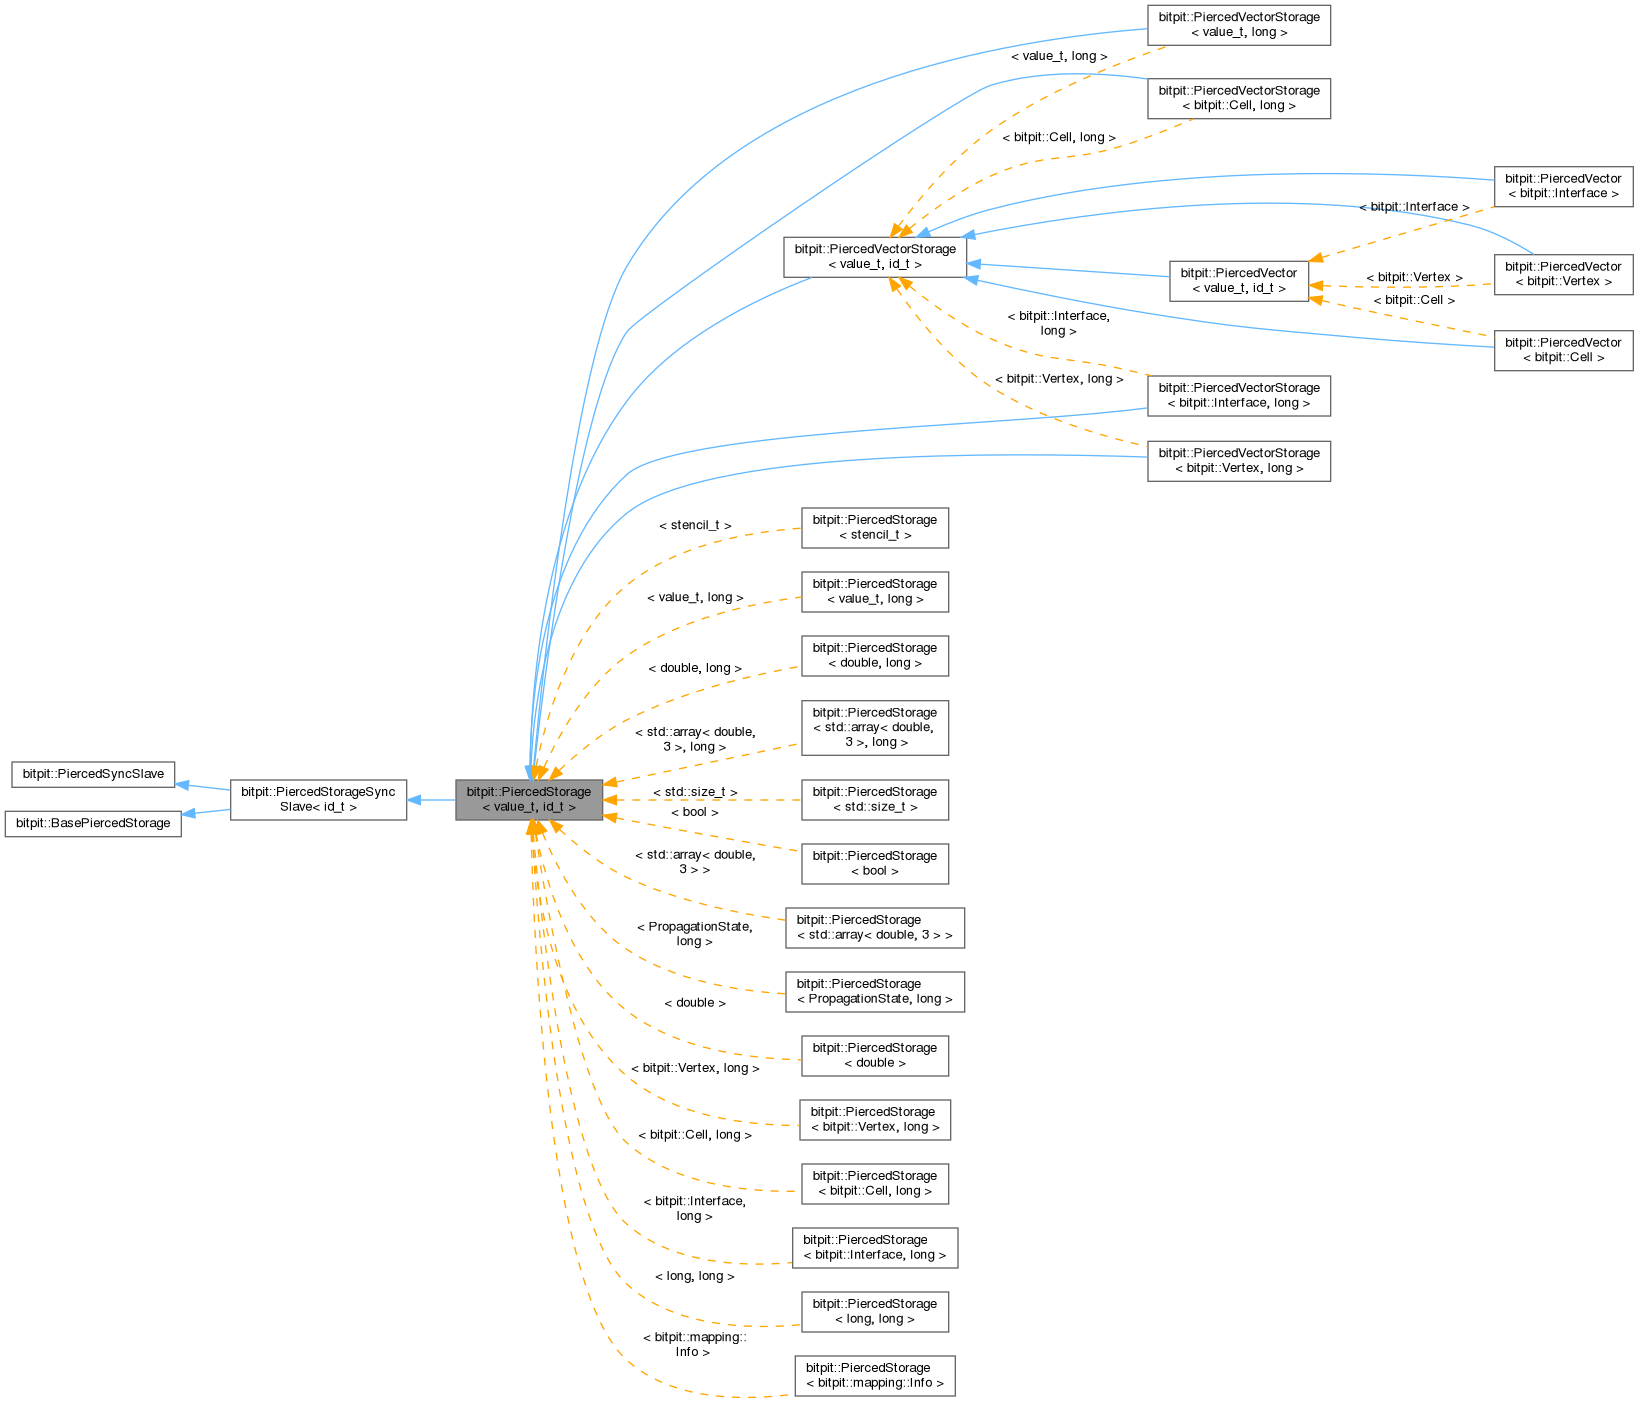 bitpit::PiercedVectorStorage
< value_t, long >
< value_t, long >
bitpit::PiercedVectorStorage
< bitpit::Cell, long >
< bitpit::Cell, long >
bitpit::PiercedVector
< bitpit::Interface >
< bitpit::Interface >
bitpit::PiercedVectorStorage
< value_t, id_t >
bitpit::PiercedVector
< value_t, id_t >
bitpit::PiercedVector
< bitpit::Vertex >
< bitpit::Vertex >
< bitpit::Cell >
bitpit::PiercedVector
< bitpit::Cell >
< bitpit::Interface,
long >
bitpit::PiercedVectorStorage
< bitpit::Interface, long >
< bitpit::Vertex, long >
bitpit::PiercedVectorStorage
< bitpit::Vertex, long >
< stencil_t >
bitpit::PiercedStorage
< stencil_t >
< value_t, long >
bitpit::PiercedStorage
< value_t, long >
< double, long >
bitpit::PiercedStorage
< double, long >
< std::array< double,
3 >, long >
bitpit::PiercedStorage
< std::array< double,
3 >, long >
bitpit::PiercedSyncSlave
bitpit::BasePiercedStorage
bitpit::PiercedStorageSync
Slave< id_t >
bitpit::PiercedStorage
< value_t, id_t >
< std::size_t >
bitpit::PiercedStorage
< std::size_t >
< bool >
bitpit::PiercedStorage
< bool >
< std::array< double,
3 > >
bitpit::PiercedStorage
< std::array< double, 3 > >
< PropagationState,
long >
bitpit::PiercedStorage
< PropagationState, long >
< double >
bitpit::PiercedStorage
< double >
< bitpit::Vertex, long >
bitpit::PiercedStorage
< bitpit::Vertex, long >
< bitpit::Cell, long >
bitpit::PiercedStorage
< bitpit::Cell, long >
< bitpit::Interface,
long >
bitpit::PiercedStorage
< bitpit::Interface, long >
< long, long >
bitpit::PiercedStorage
< long, long >
< bitpit::mapping::
Info >
bitpit::PiercedStorage
< bitpit::mapping::Info >